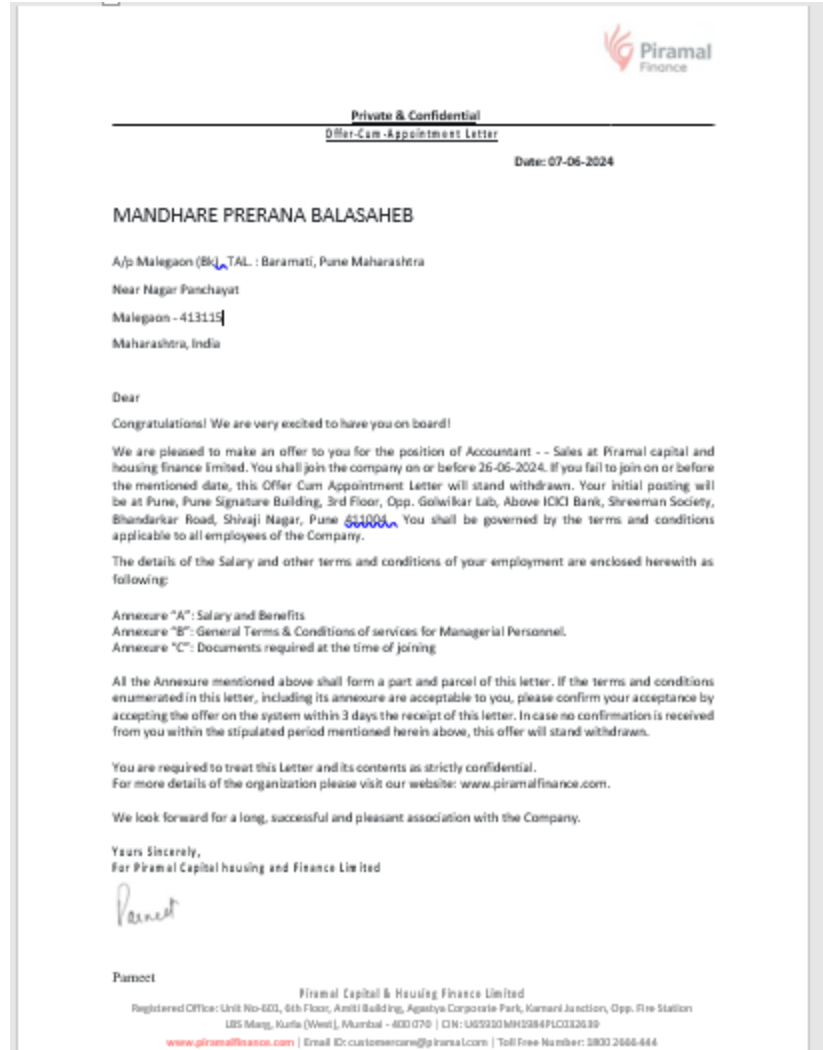 Piramal
Finance
Private & Confidential
Offer-Cum-Appointment Letter
Date: 07-06-2024
MANDHARE PRERANA BALASAHEB
A/p Malegaon (Bk), TAL. : Baramati, Pune Maharashtra
Near Nagar Panchayat
Malegaon - 413115
Maharashtra, India
Dear
Congratulations! We are very excited to have you on board!
We are pleased to make an offer to you for the position of Accountant - - Sales at Piramal capital and
housing finance limited. You shall join the company on or before 26-06-2024. If you fail to join on or before
the mentioned date, this Offer Cum Appointment Letter will stand withdrawn. Your initial posting will
be at Pune, Pune Signature Building, 3rd Floor, Opp. Golwilkar Lab, Above ICICI Bank, Shreeman Society,
Bhandarkar Road, Shivaji Nagar, Pune 411004. You shall be governed by the terms and conditions
applicable to all employees of the Company.
The details of the Salary and other terms and conditions of your employment are enclosed herewith as
following:
Annexure "A": Salary and Benefits
Annexure "B": General Terms & Conditions of services for Managerial Personnel.
Annexure "C": Documents required at the time of joining
All the Annexure mentioned above shall form a part and parcel of this letter. If the terms and conditions
enumerated in this letter, including its annexure are acceptable to you, please confirm your acceptance by
accepting the offer on the system within 3 days the receipt of this letter. In case no confirmation is received
from you within the stipulated period mentioned herein above, this offer will stand withdrawn.
You are required to treat this Letter and its contents as strictly confidential.
For more details of the organization please visit our website: www.piramalfinance.com.
We look forward for a long, successful and pleasant association with the Company.
Yours Sincerely,
For Piramal Capital housing and Finance Limited
Parneet
Parneet
Piramal Capital & Housing Finance Limited
Registered Office: Unit No-601, 6th Floor, Amiti Building, Agastya Corporate Park, Kamani Junction, Opp. Fire Station
LBS Marg, Kurla (West), Mumbai - 400 070 | CIN: U65910MH1984PLC032639
www.piramalfinance.com | Email ID: customercare@piramal.com | Toll Free Number: 1800 2666 444